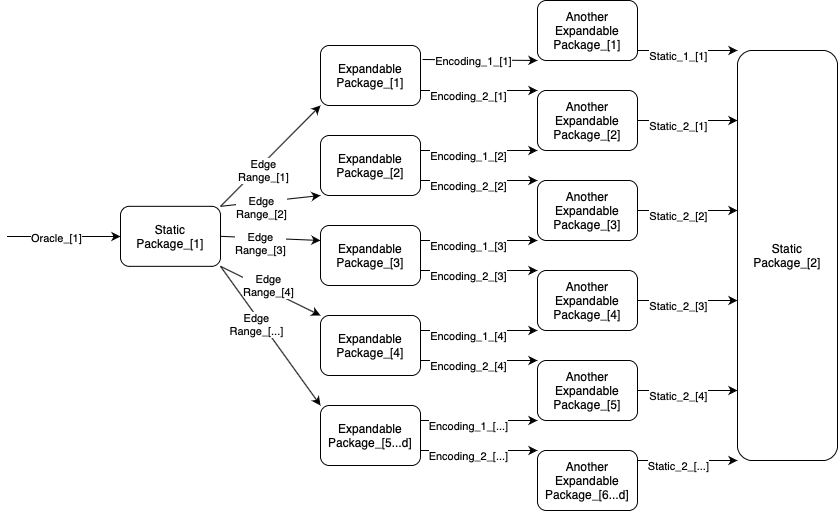 Oracle_[1]
Static
Package_[1]
Edge
Range_[1]
Edge
Range_[2]
Edge
Range_[3]
Edge
Range_[4]
Edge
Range_[...]
Expandable
Package_[1]
Expandable
Package_[2]
Expandable
Package_[3]
Expandable
Package_[4]
Expandable
Package_[5...d]
Encoding_1_[1]
Encoding_2_[1]
Encoding_1_[2]
Encoding_2_[2]
Encoding_1_[3]
Encoding_2_[3]
Encoding_1_[4]
Encoding_2_[4]
Encoding_1_[...]
Encoding_2_[...]
Another
Expandable
Package_[1]
Another
Expandable
Package_[2]
Another
Expandable
Package_[3]
Another
Expandable
Package_[4]
Another
Expandable
Package_[5]
Another
Expandable
Package_[6...d]
Static_1_[1]
Static_2_[1]
Static_2_[2]
Static_2_[3]
Static_2_[4]
Static_2_[...]
Static
Package_[2]